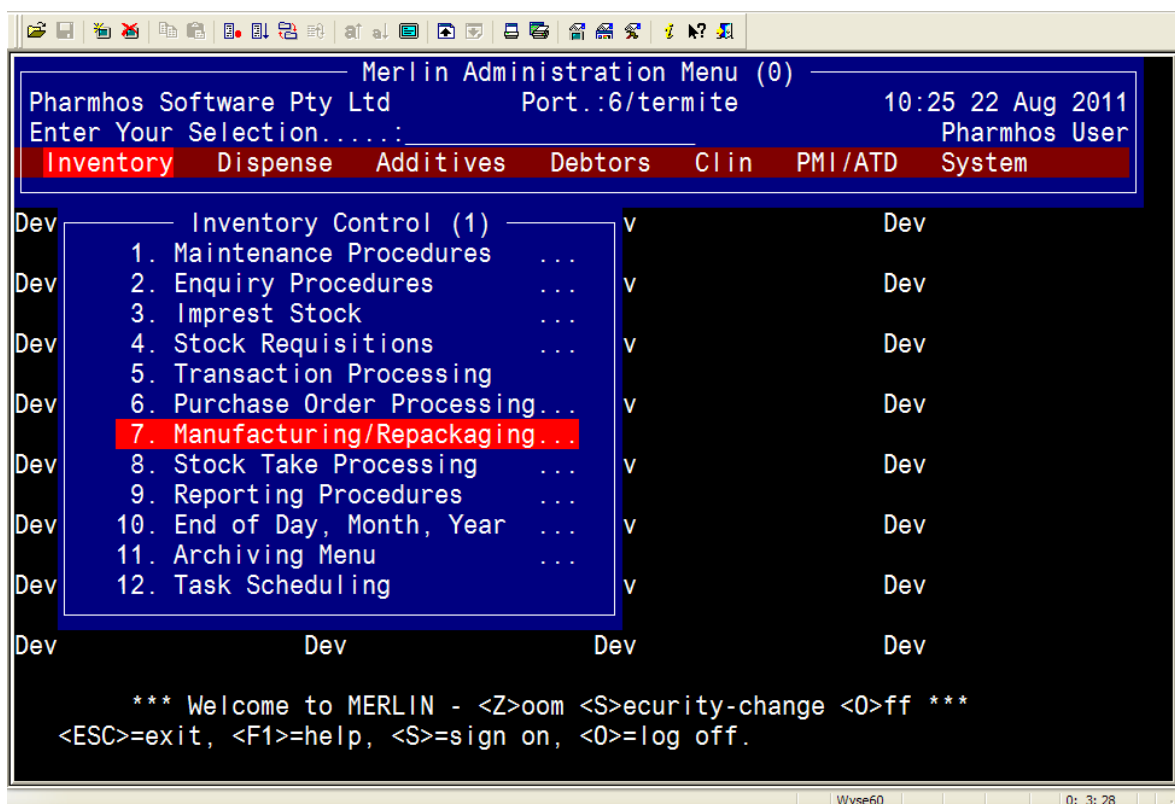 Merlin Administration Menu (0)
Pharmhos Software Pty Ltd Port.:6/termite 10:25 22 Aug 2011
Enter Your Selection.....:_________________ Pharmhos User
Inventory Dispense Additives Debtors Clin PMI/ATD System
Dev Inventory Control (1) v Dev
1. Maintenance Procedures ...
Dev 2. Enquiry Procedures ... v Dev
3. Imprest Stock ...
Dev 4. Stock Requisitions ... v Dev
5. Transaction Processing
Dev 6. Purchase Order Processing... v Dev
7. Manufacturing/Repackaging...
Dev 8. Stock Take Processing ... v Dev
9. Reporting Procedures ...
Dev 10. End of Day, Month, Year ... v Dev
11. Archiving Menu ...
Dev 12. Task Scheduling v Dev
Dev Dev Dev Dev
*** Welcome to MERLIN - <Z>oom <S>ecurity-change <O>ff ***
<ESC>=exit, <F1>=help, <S>=sign on, <O>=log off.
Wyse60 0: 3: 28